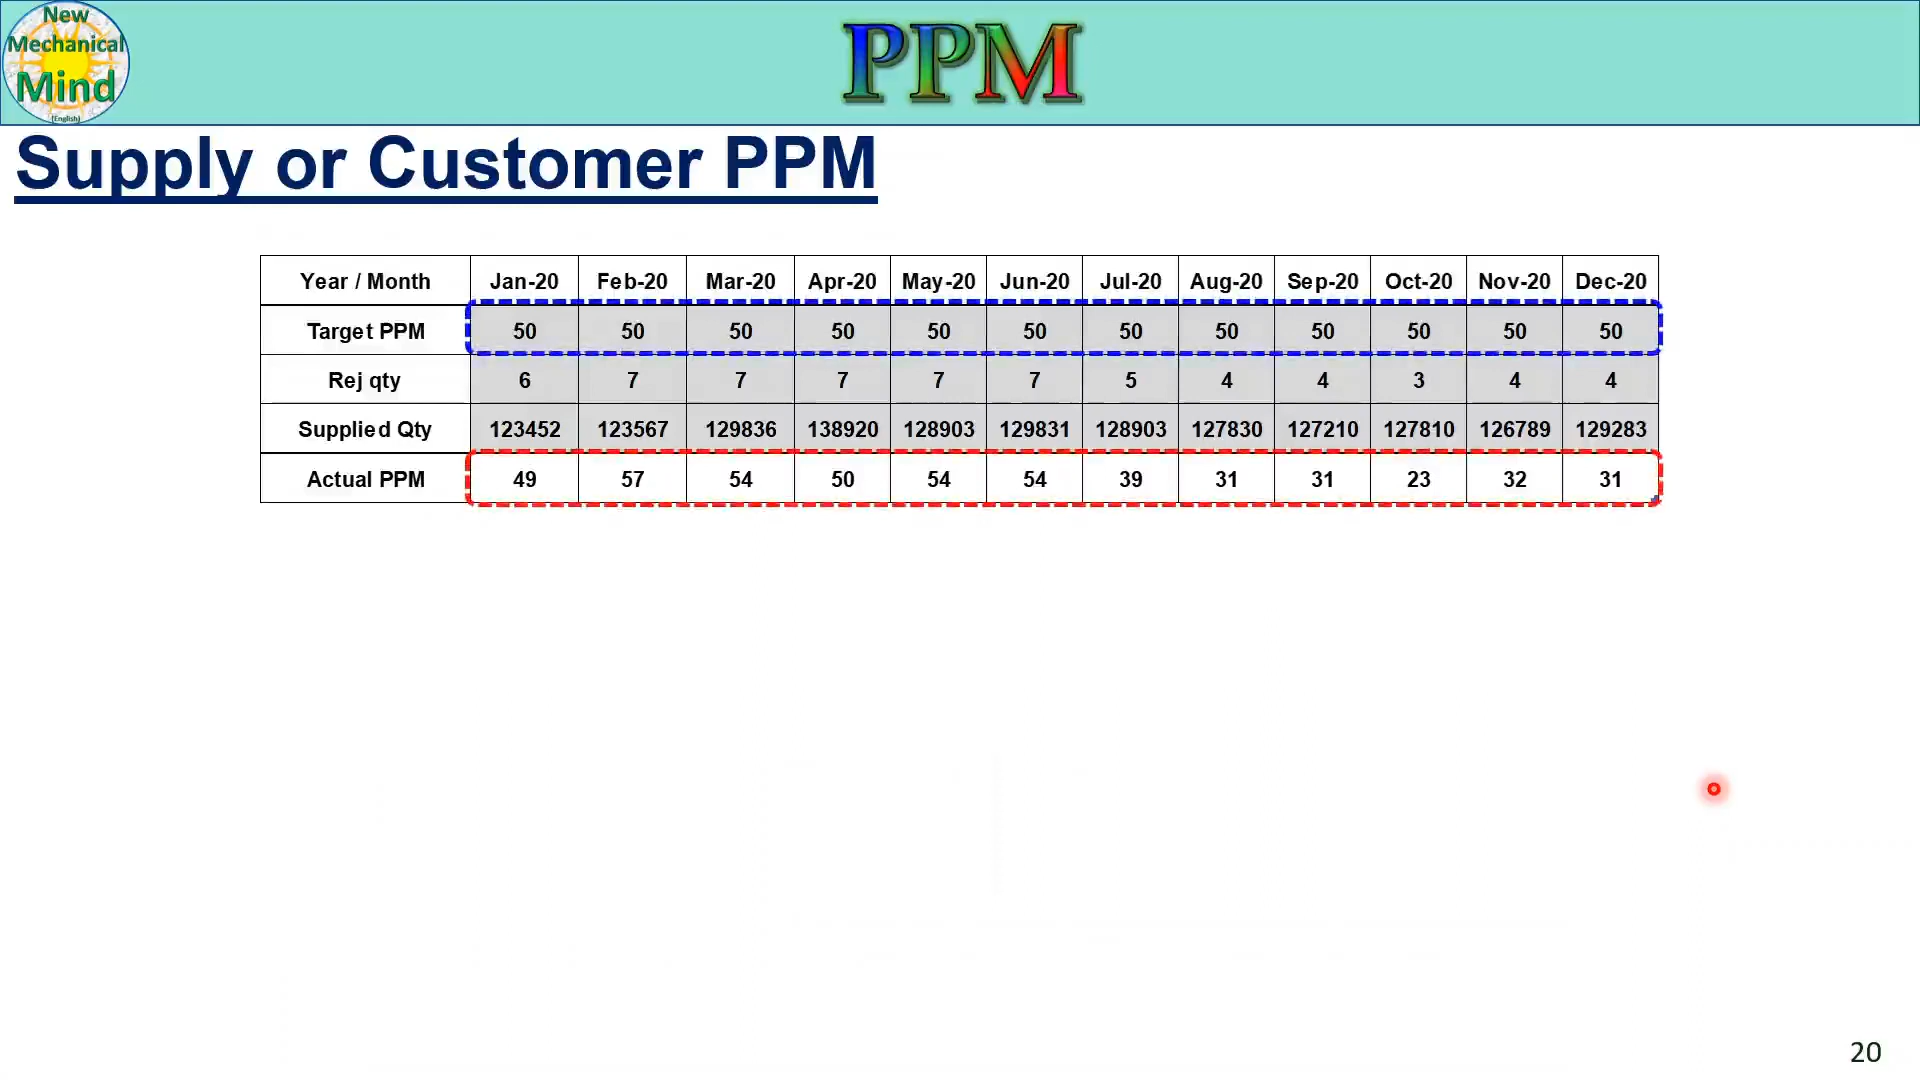 New
Mechanical
Mind
(English)
PPM
Supply or Customer PPM
Year / Month Jan-20 Feb-20 Mar-20 Apr-20 May-20 Jun-20 Jul-20 Aug-20 Sep-20 Oct-20 Nov-20 Dec-20
Target PPM 50 50 50 50 50 50 50 50 50 50 50 50
Rej qty 6 7 7 7 7 7 5 4 4 3 4 4
Supplied Qty 123452 123567 129836 138920 128903 129831 128903 127830 127210 127810 126789 129283
Actual PPM 49 57 54 50 54 54 39 31 31 23 32 31
20